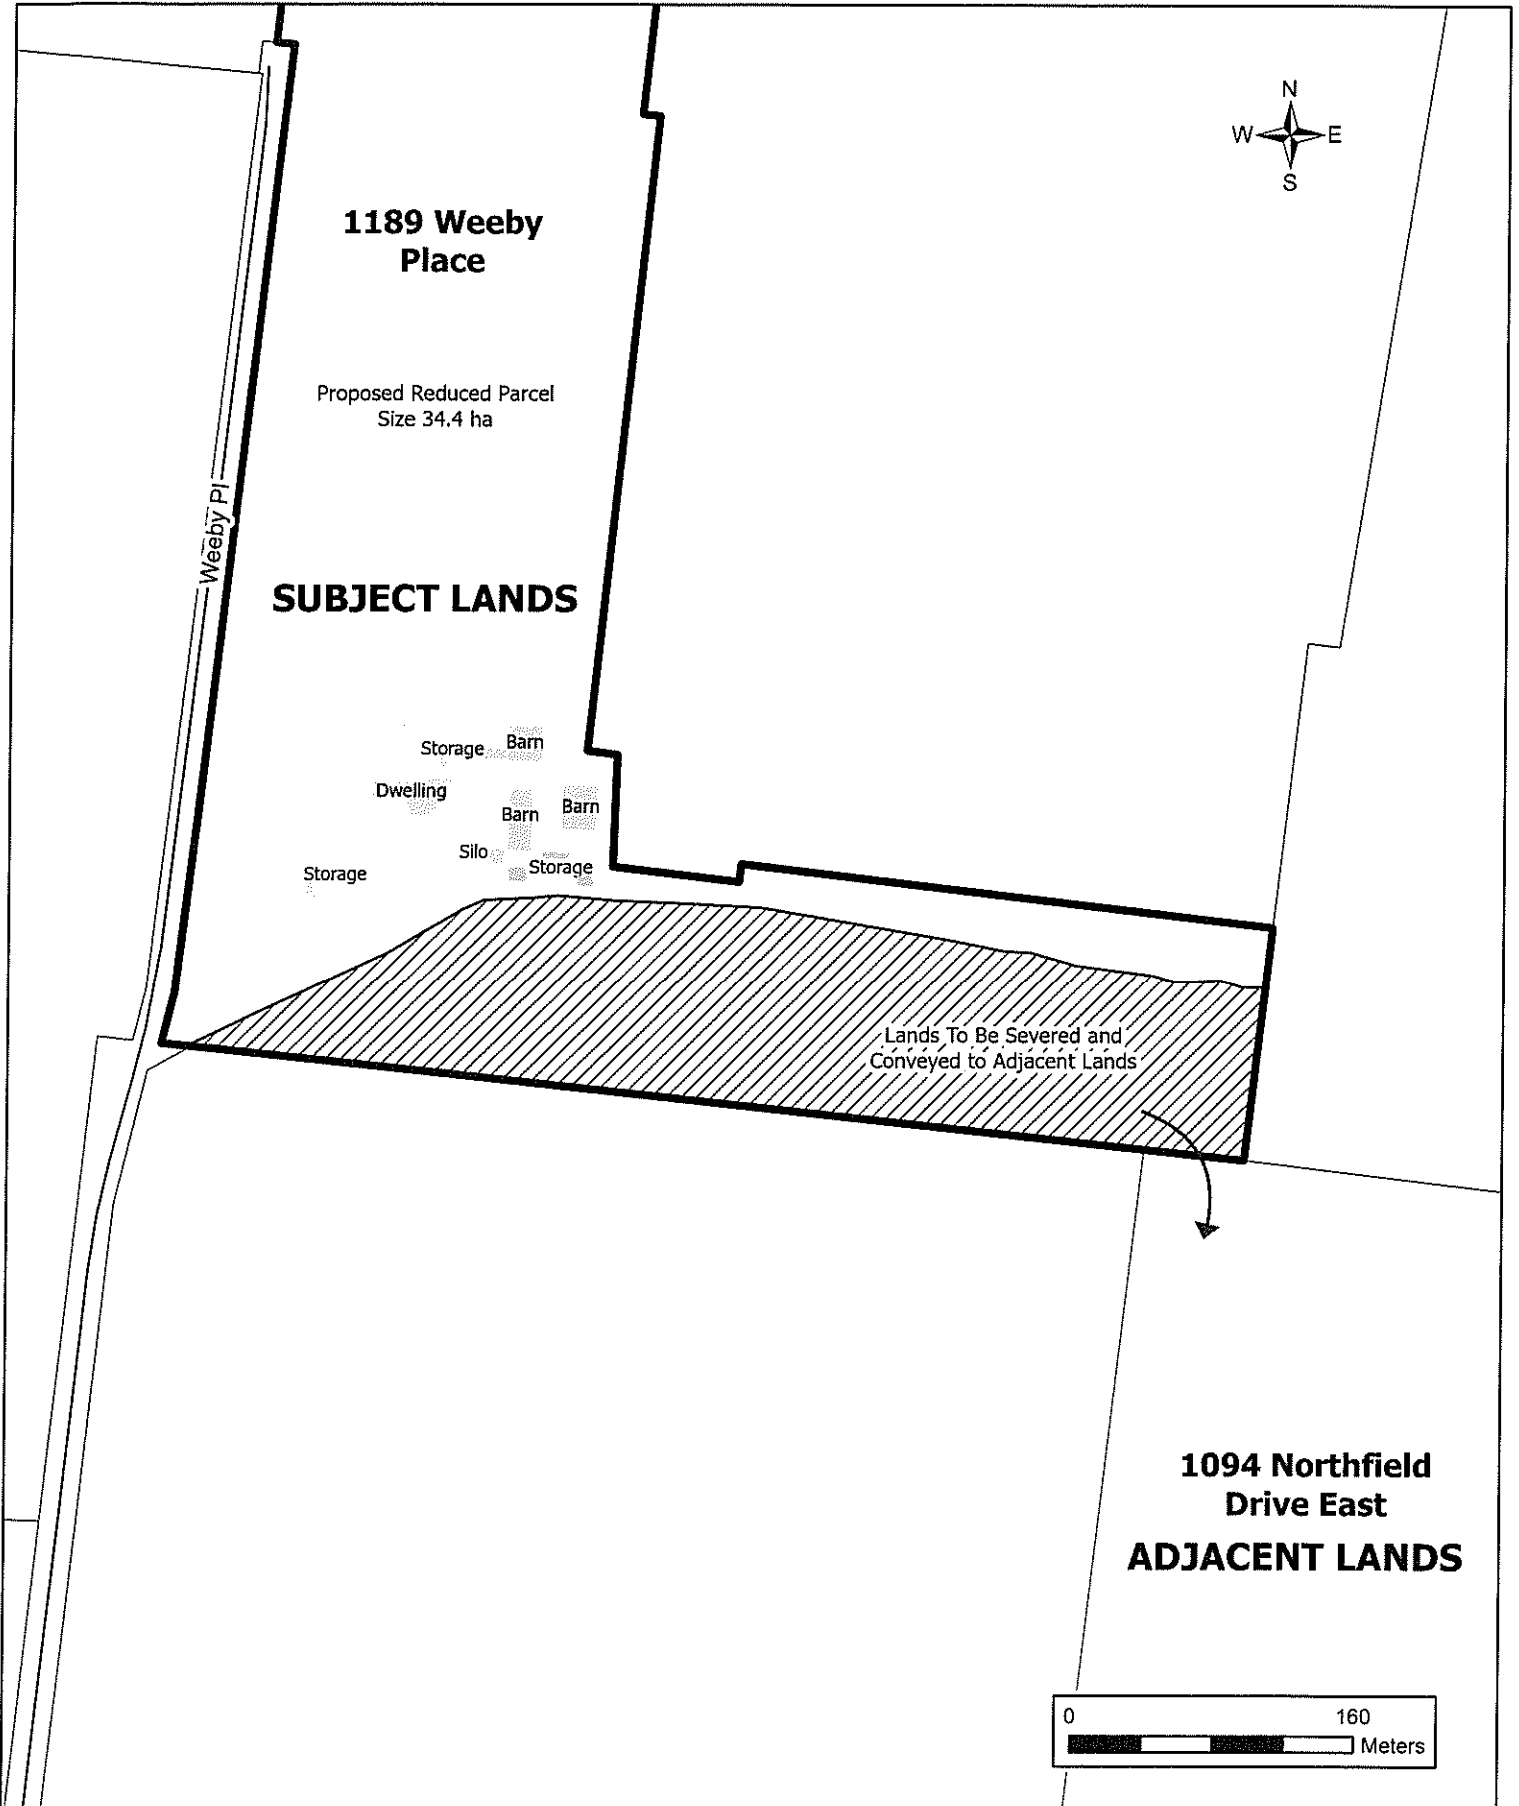 N
W E
S
1189 Weeby
Place
Proposed Reduced Parcel
Size 34.4 ha
Weeby Pl
SUBJECT LANDS
Storage
Barn
Dwelling
Barn
Barn
Silo
Storage
Storage
Lands To Be Severed and
Conveyed to Adjacent Lands
1094 Northfield
Drive East
ADJACENT LANDS
0 160
Meters